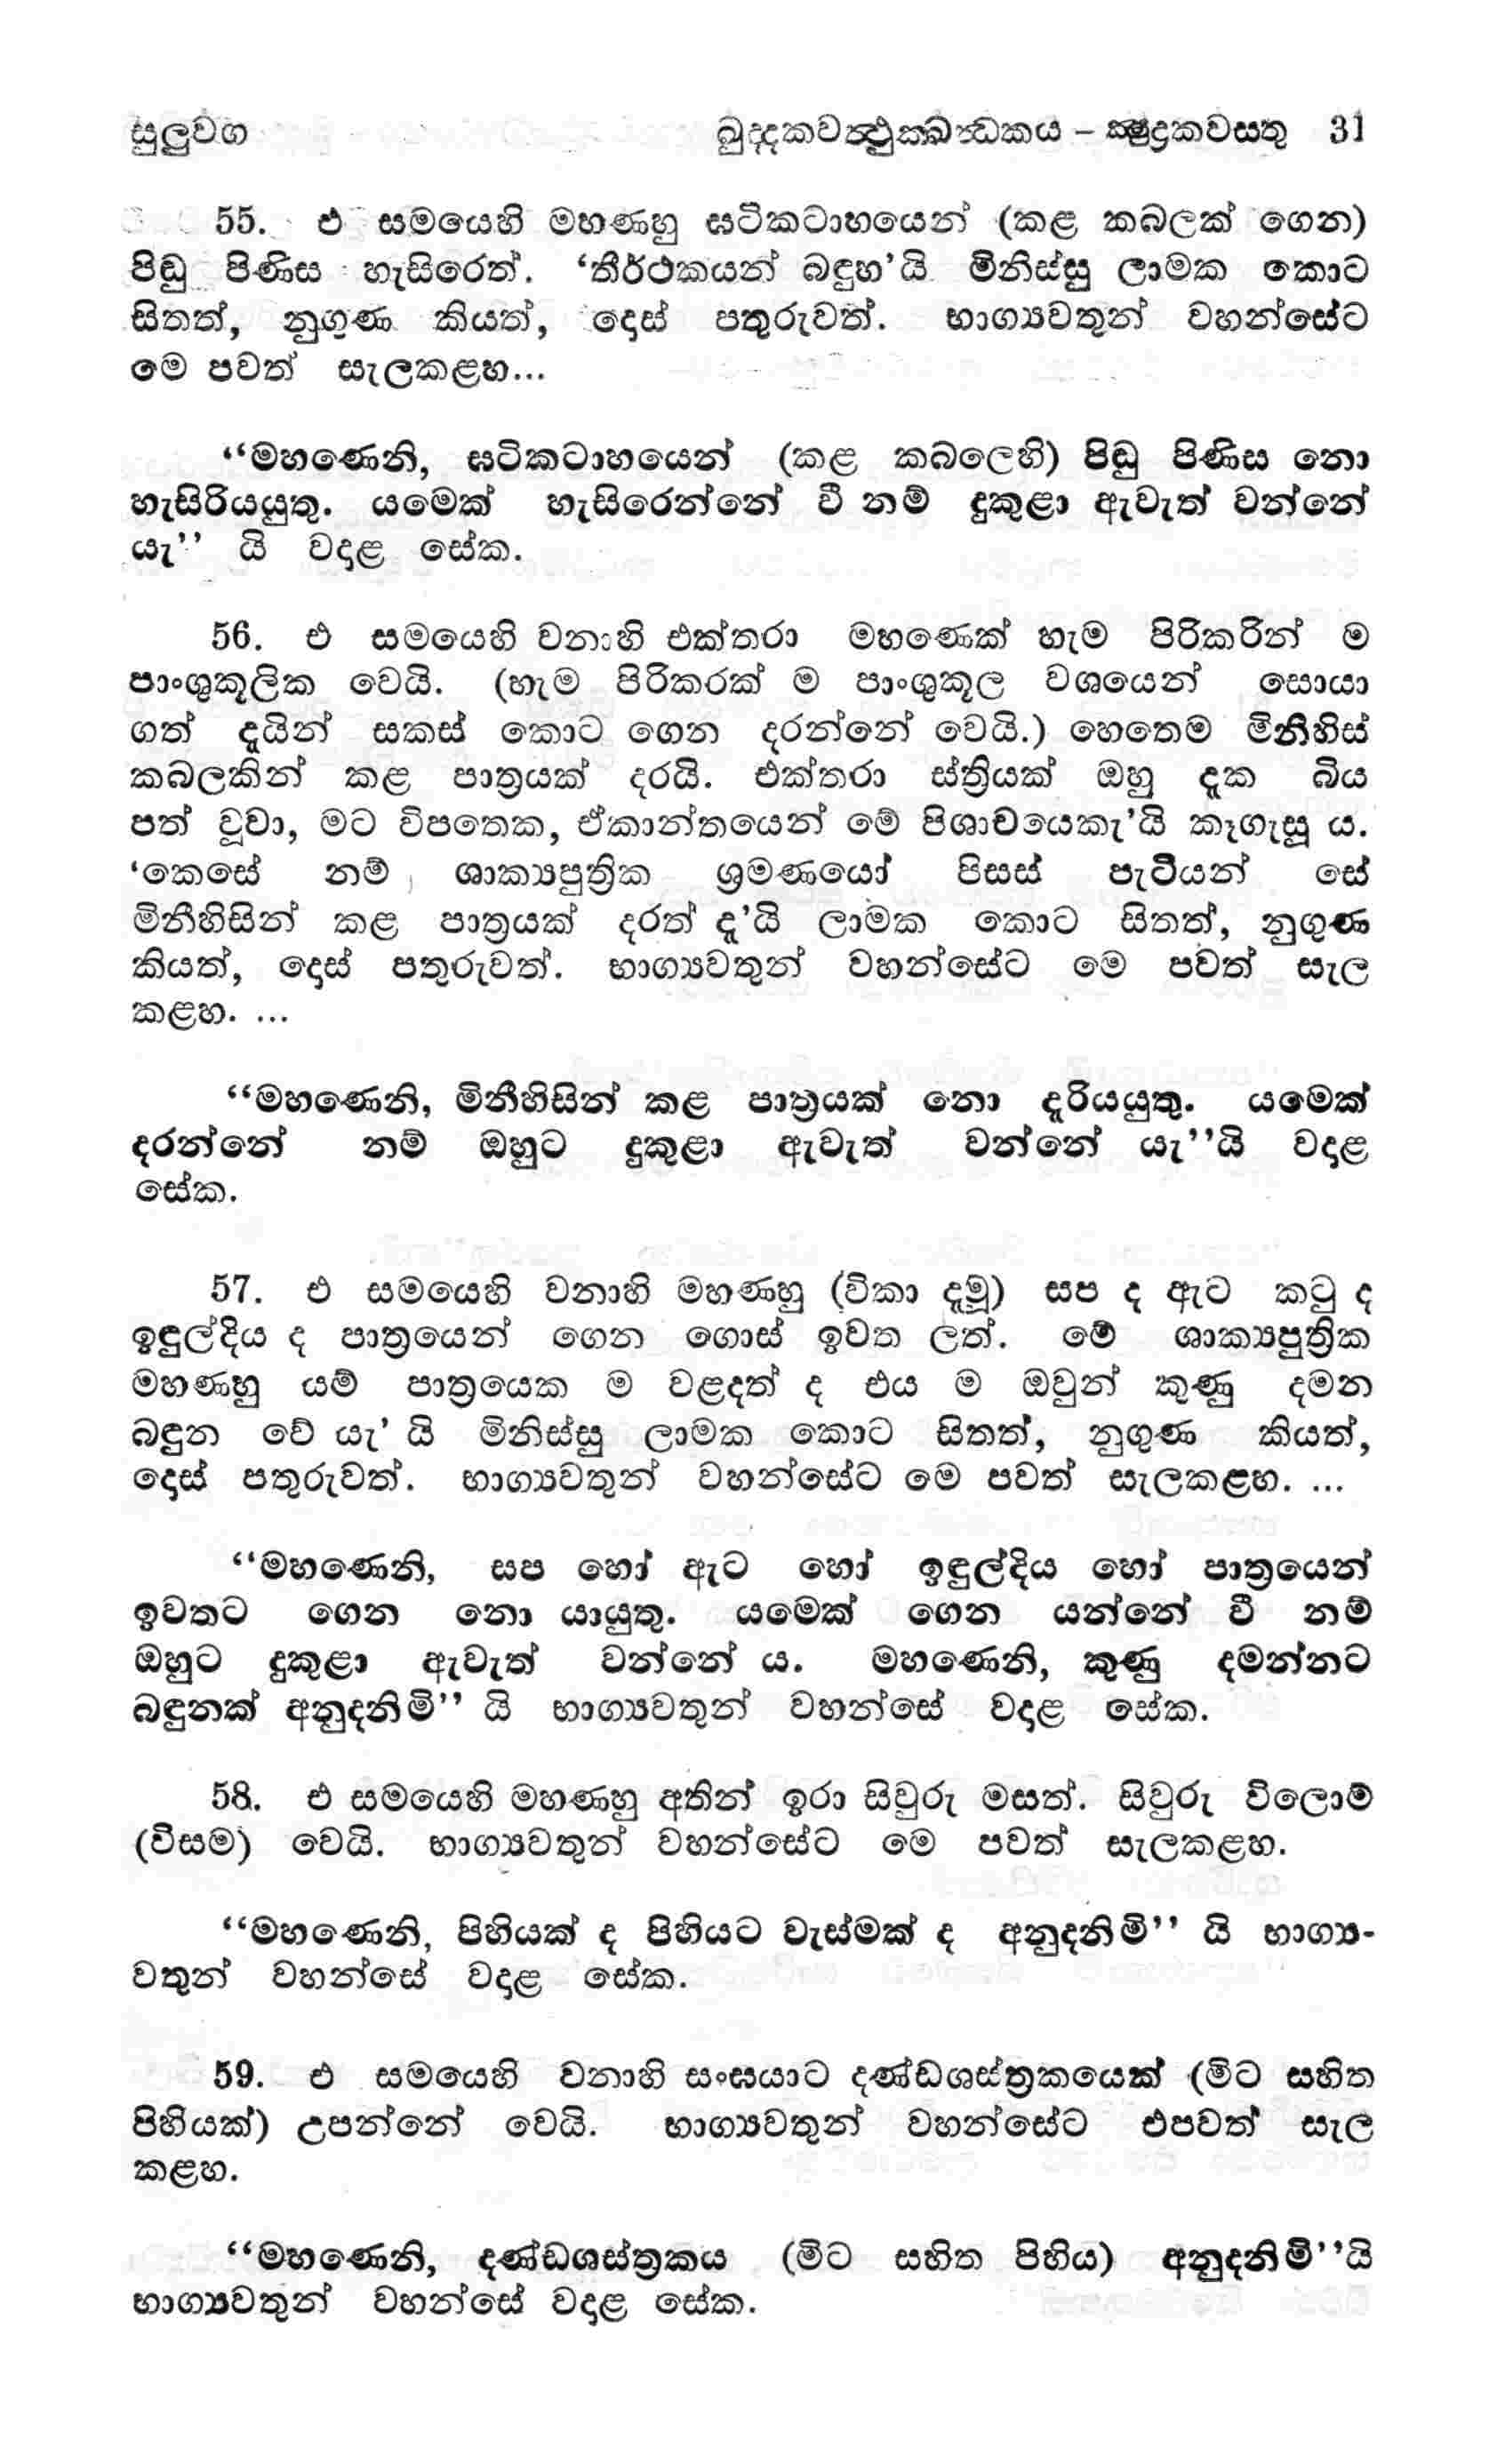 සුලුවග ඛුද්දකවත්ථුක්ඛන්ධකය – ක්ෂුද්‍රකවස්තු 31
55. එ සමයෙහි මහණහු ඝටිකටාහයෙන් (කළ කබලක් ගෙන)
පිඬු පිණිස හැසිරෙත්. ‘තීර්ථකයන් බඳුහ’යි මිනිස්සු ලාමක කොට
සිතත්, නුගුණ කියත්, දොස් පතුරුවත්. භාග්‍යවතුන් වහන්සේට
මෙ පවත් සැලකළහ...
‘‘මහණෙනි, ඝටිකටාහයෙන් (කළ කබලෙහි) පිඬු පිණිස නො
හැසිරියයුතු. යමෙක් හැසිරෙන්නේ වී නම් දුකුළා ඇවැත් වන්නේ
යැ’’ යි වදාළ සේක.
56. එ සමයෙහි වනාහි එක්තරා මහණෙක් හැම පිරිකරින් ම
පාංශුකූලික වෙයි. (හැම පිරිකරක් ම පාංශුකූල වශයෙන් සොයා
ගත් දැයින් සකස් කොට ගෙන දරන්නේ වෙයි.) හෙතෙම මිනීහිස්
කබලකින් කළ පාත්‍රයක් දරයි. එක්තරා ස්ත්‍රියක් ඔහු දැක බිය
පත් වූවා, මට විපතෙක, ඒකාන්තයෙන් මේ පිශාචයෙකැ’යි කෑගැසූ ය.
‘කෙසේ නම් ශාක්‍යපුත්‍රික ශ්‍රමණයෝ පිසස් පැටියන් සේ
මිනීහිසින් කළ පාත්‍රයක් දරත් දැ’යි ලාමක කොට සිතත්, නුගුණ
කියත්, දොස් පතුරුවත්. භාග්‍යවතුන් වහන්සේට මෙ පවත් සැල
කළහ. ...
‘‘මහණෙනි, මිනීහිසින් කළ පාත්‍රයක් නො දැරියයුතු. යමෙක්
දරන්නේ නම් ඔහුට දුකුළා ඇවැත් වන්නේ යැ’’යි වදාළ
සේක.
57. එ සමයෙහි වනාහි මහණහු (විකා දැමූ) සප ද ඇට කටු ද
ඉඳුල්දිය ද පාත්‍රයෙන් ගෙන ගොස් ඉවත ලත්. මේ ශාක්‍යපුත්‍රික
මහණහු යම් පාත්‍රයෙක ම වළඳත් ද එය ම ඔවුන් කුණු දමන
බඳුන වේ යැ’ යි මිනිස්සු ලාමක කොට සිතත්, නුගුණ කියත්,
දොස් පතුරුවත්. භාග්‍යවතුන් වහන්සේට මෙ පවත් සැලකළහ. ...
‘‘මහණෙනි, සප හෝ ඇට හෝ ඉඳුල්දිය හෝ පාත්‍රයෙන්
ඉවතට ගෙන නො යායුතු. යමෙක් ගෙන යන්නේ වී නම්
ඔහුට දුකුළා ඇවැත් වන්නේ ය. මහණෙනි, කුණු දමන්නට
බඳුනක් අනුදනිමි’’ යි භාග්‍යවතුන් වහන්සේ වදාළ සේක.
58. එ සමයෙහි මහණහු අතින් ඉරා සිවුරු මසත්. සිවුරු විලොම්
(විසම) වෙයි. භාග්‍යවතුන් වහන්සේට මෙ පවත් සැලකළහ.
‘‘මහණෙනි, පිහියක් ද පිහියට වැස්මක් ද අනුදනිමි’’ යි භාග්‍ය-
වතුන් වහන්සේ වදාළ සේක.
59. එ සමයෙහි වනාහි සංඝයාට දණ්ඩශස්ත්‍රකයෙක් (මිට සහිත
පිහියක්) උපන්නේ වෙයි. භාග්‍යවතුන් වහන්සේට එපවත් සැල
කළහ.
‘‘මහණෙනි, දණ්ඩශස්ත්‍රකය (මිට සහිත පිහිය) අනුදනිමි’’යි
භාග්‍යවතුන් වහන්සේ වදාළ සේක.